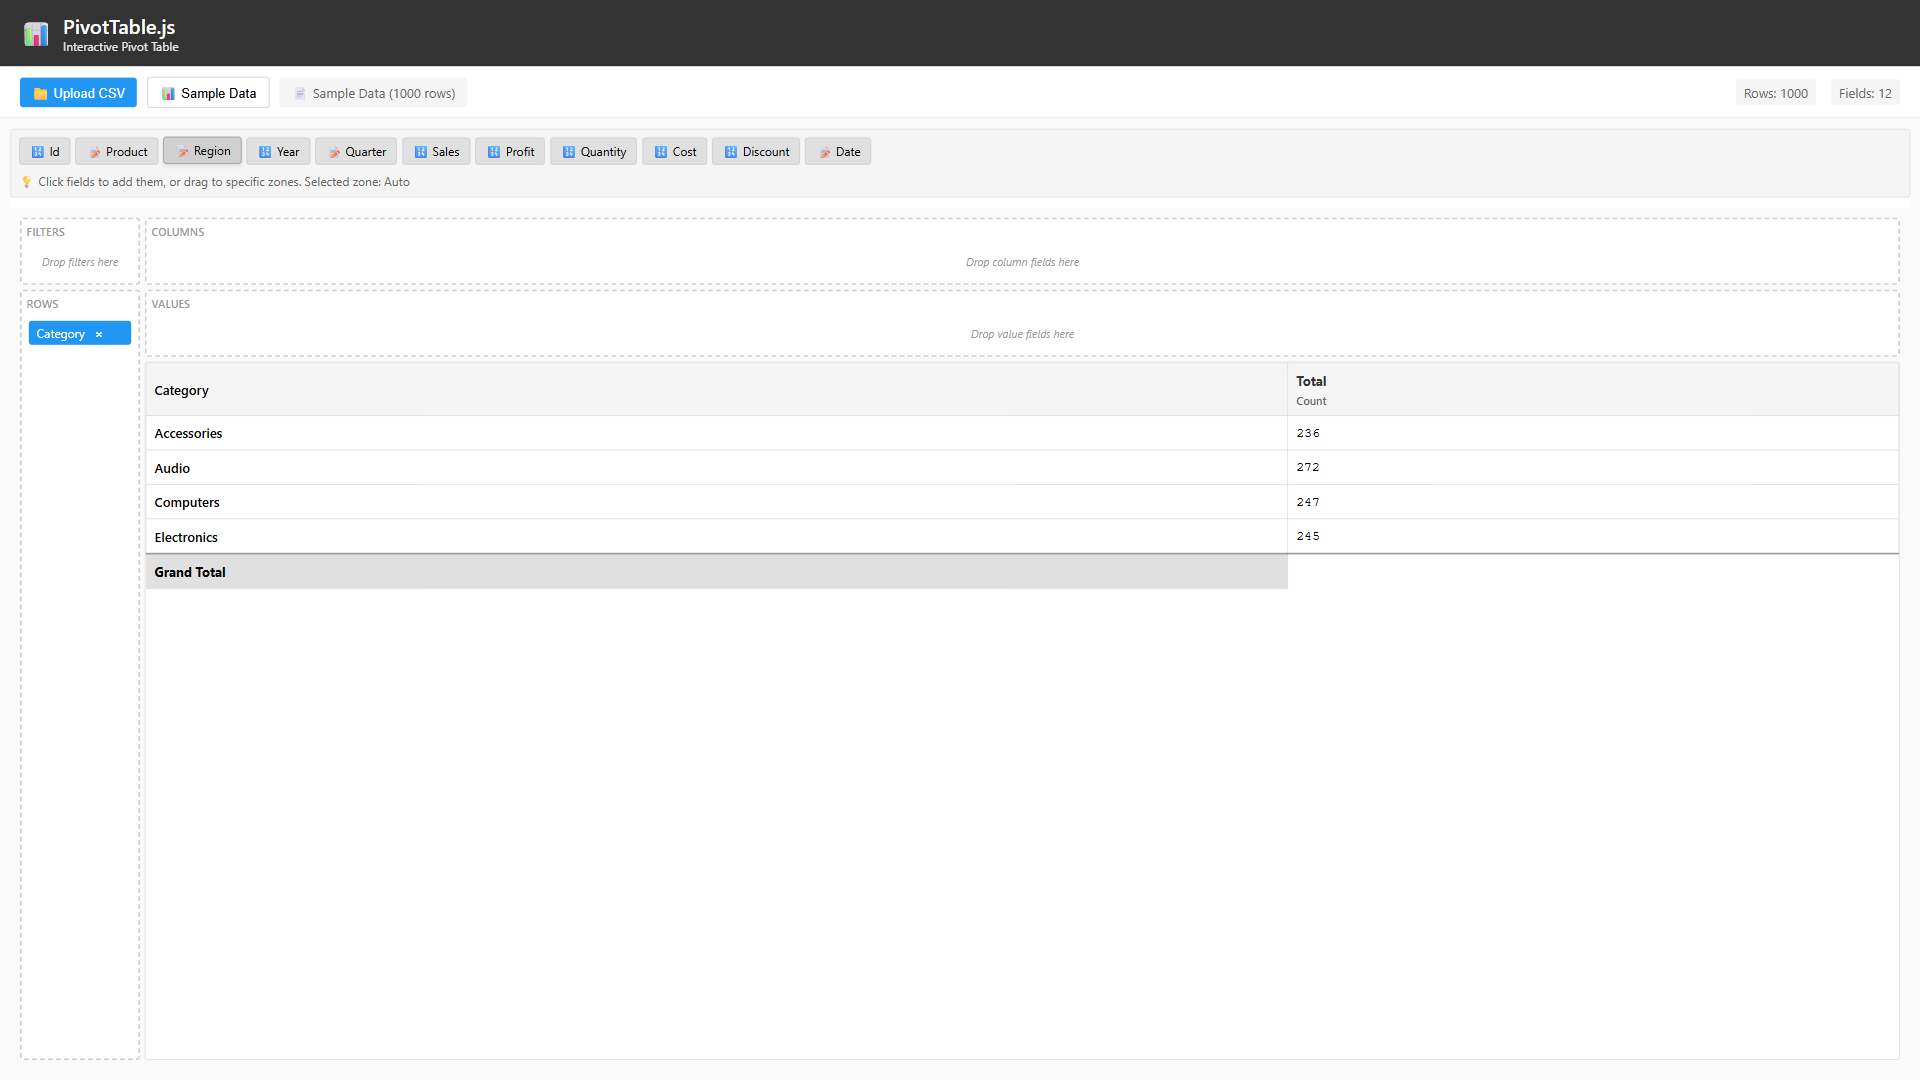 PivotTable.js
Interactive Pivot Table
Upload CSV
Sample Data
Sample Data (1000 rows)
Rows: 1000
Fields: 12
Id
Product
Region
Year
Quarter
Sales
Profit
Quantity
Cost
Discount
Date
Click fields to add them, or drag to specific zones. Selected zone: Auto
FILTERS
Drop filters here
COLUMNS
Drop column fields here
ROWS
Category ×
VALUES
Drop value fields here
Category
Total
Count
Accessories 236
Audio 272
Computers 247
Electronics 245
Grand Total